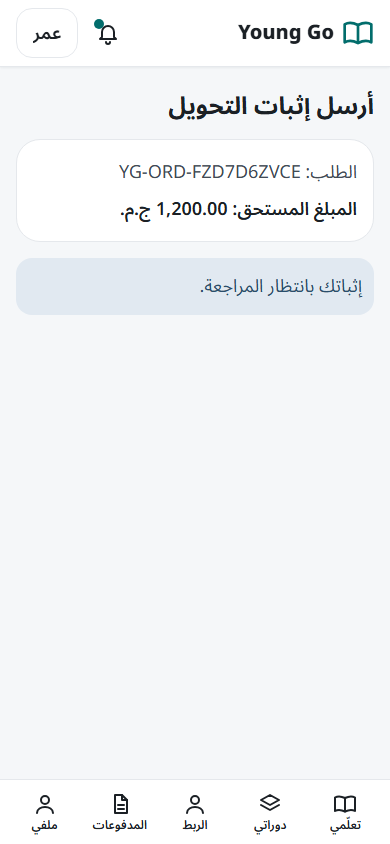 Young Go
عمر
أرسل إثبات التحويل
الطلب: YG-ORD-FZD7D6ZVCE
المبلغ المستحق: 1,200.00 ج.م.
إثباتك بانتظار المراجعة.
تعلّمي
دوراتي
الربط
المدفوعات
ملفي